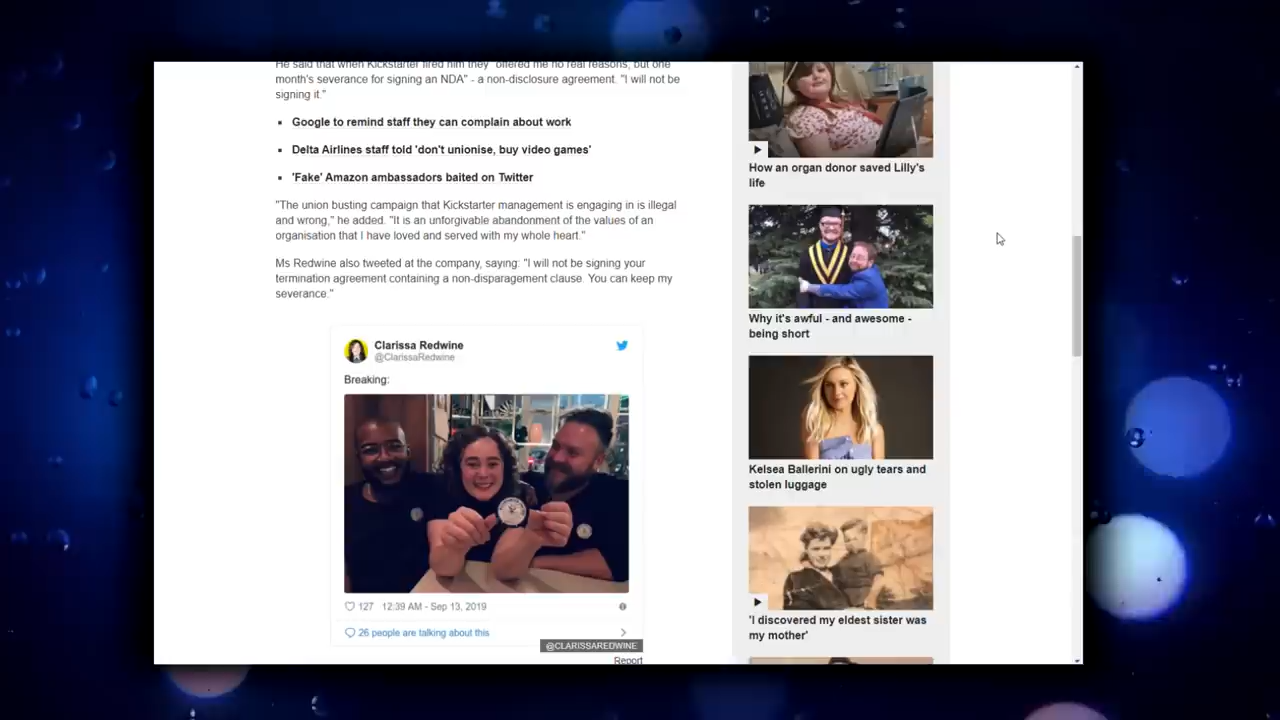 He said that when Kickstarter fired him they "offered me no real reasons, but one
month's severance for signing an NDA" - a non-disclosure agreement. "I will not be
signing it."
Google to remind staff they can complain about work
Delta Airlines staff told 'don't unionise, buy video games'
'Fake' Amazon ambassadors baited on Twitter
"The union busting campaign that Kickstarter management is engaging in is illegal
and wrong," he added. "It is an unforgivable abandonment of the values of an
organisation that I have loved and served with my whole heart."
Ms Redwine also tweeted at the company, saying: "I will not be signing your
termination agreement containing a non-disparagement clause. You can keep my
severance."
Clarissa Redwine
@ClarissaRedwine
Breaking:
127 12:39 AM - Sep 13, 2019
26 people are talking about this
@CLARISSAREDWINE
Report
How an organ donor saved Lilly's
life
Why it's awful - and awesome -
being short
Kelsea Ballerini on ugly tears and
stolen luggage
'I discovered my eldest sister was
my mother'